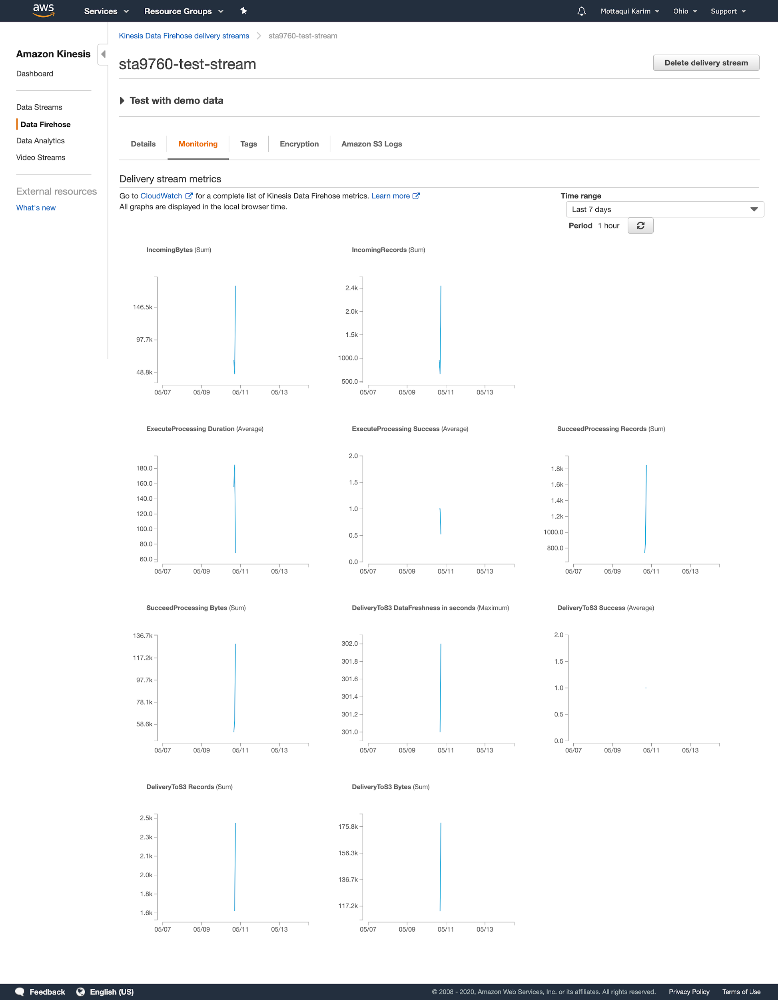 aws Services Resource Groups Mottaqui Karim Ohio Support
Kinesis Data Firehose delivery streams sta9760-test-stream
Amazon Kinesis
Dashboard
Data Streams
Data Firehose
Data Analytics
Video Streams
External resources
What's new
sta9760-test-stream
Delete delivery stream
Test with demo data
Details Monitoring Tags Encryption Amazon S3 Logs
Delivery stream metrics
Go to CloudWatch for a complete list of Kinesis Data Firehose metrics. Learn more
All graphs are displayed in the local browser time.
Time range
Last 7 days
Period 1 hour
IncomingBytes (Sum)
146.5k
97.7k
48.8k
05/07 05/09 05/11 05/13
IncomingRecords (Sum)
2.4k
2.0k
1.5k
1000.0
500.0
05/07 05/09 05/11 05/13
ExecuteProcessing Duration (Average)
180.0
160.0
140.0
120.0
100.0
80.0
60.0
05/07 05/09 05/11 05/13
ExecuteProcessing Success (Average)
2.0
1.5
1.0
0.5
0.0
05/07 05/09 05/11 05/13
SucceedProcessing Records (Sum)
1.8k
1.6k
1.4k
1.2k
1000.0
800.0
05/07 05/09 05/11 05/13
SucceedProcessing Bytes (Sum)
136.7k
117.2k
97.7k
78.1k
58.6k
05/07 05/09 05/11 05/13
DeliveryToS3 DataFreshness in seconds (Maximum)
302.0
301.8
301.6
301.4
301.2
301.0
05/07 05/09 05/11 05/13
DeliveryToS3 Success (Average)
2.0
1.5
1.0
0.5
0.0
05/07 05/09 05/11 05/13
DeliveryToS3 Records (Sum)
2.5k
2.3k
2.1k
2.0k
1.8k
1.6k
05/07 05/09 05/11 05/13
DeliveryToS3 Bytes (Sum)
175.8k
156.3k
136.7k
117.2k
05/07 05/09 05/11 05/13
Feedback English (US) © 2008 - 2020, Amazon Web Services, Inc. or its affiliates. All rights reserved. Privacy Policy Terms of Use